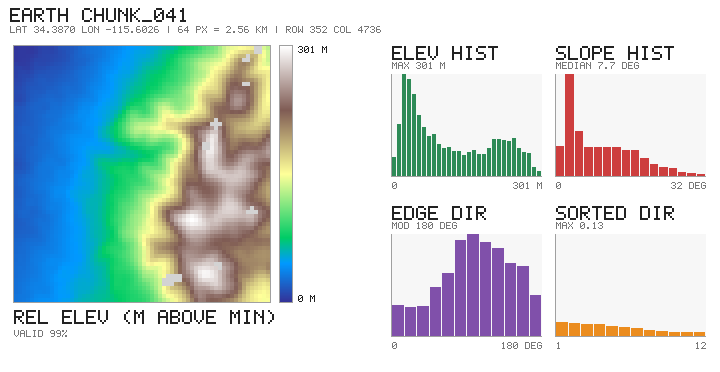 EARTH CHUNK_041
LAT 34.3870 LON -115.6026 | 64 PX = 2.56 KM | ROW 352 COL 4736
301 M
0 M
REL ELEV (M ABOVE MIN)
VALID 99%
ELEV HIST
MAX 301 M
0 301 M
SLOPE HIST
MEDIAN 7.7 DEG
0 32 DEG
EDGE DIR
MOD 180 DEG
0 180 DEG
SORTED DIR
MAX 0.13
1 12